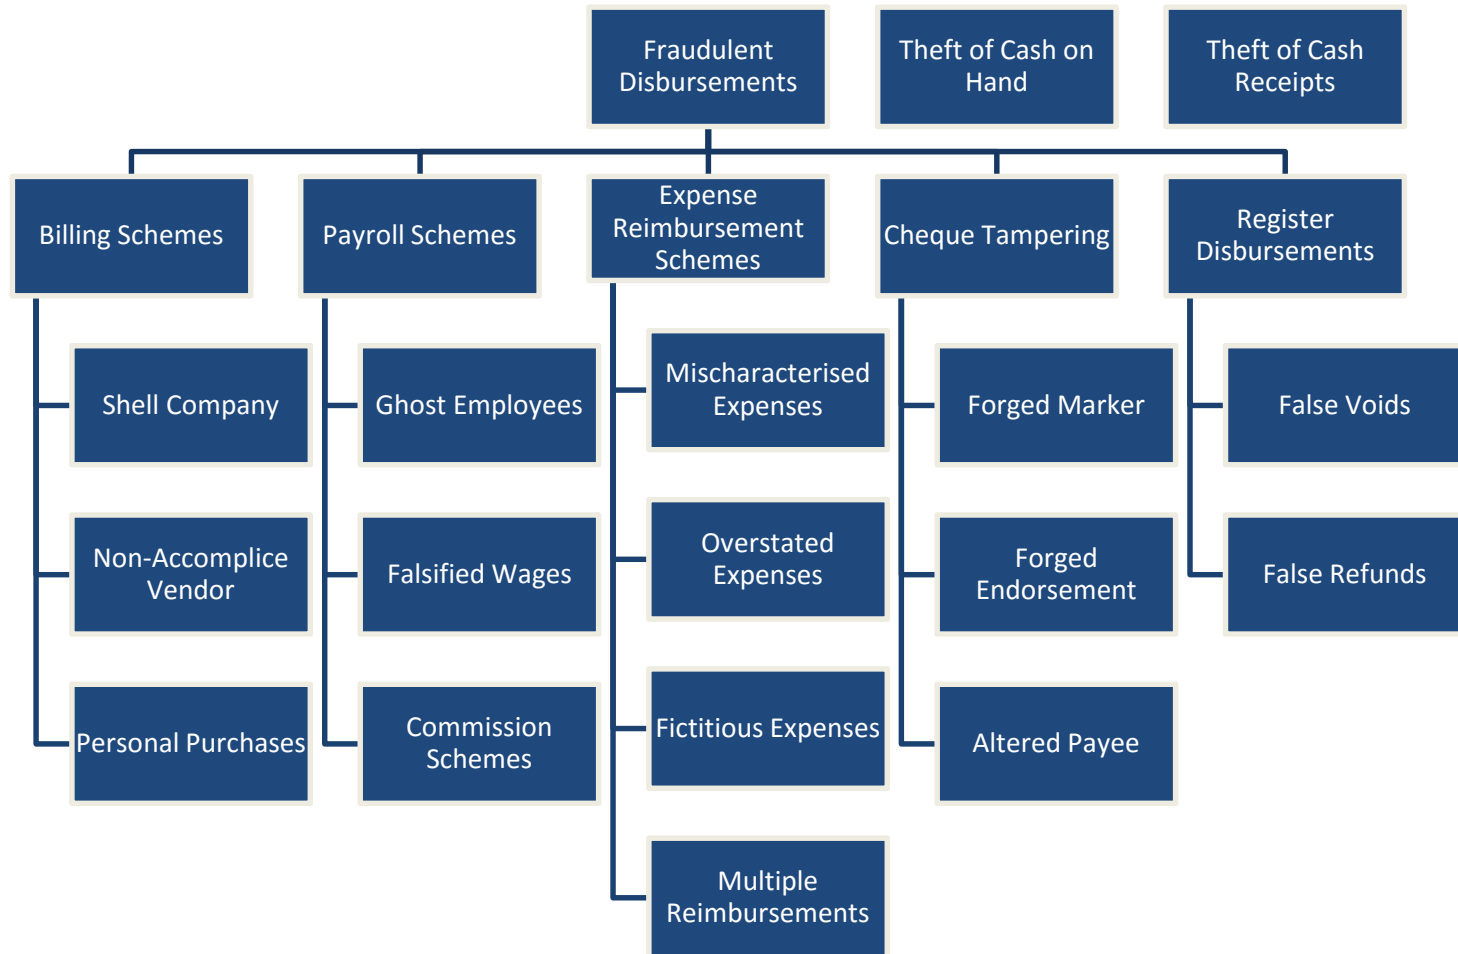 Fraudulent
Disbursements
Theft of Cash on
Hand
Theft of Cash
Receipts
Billing Schemes
Payroll Schemes
Expense
Reimbursement
Schemes
Cheque Tampering
Register
Disbursements
Shell Company
Ghost Employees
Mischaracterised
Expenses
Forged Marker
False Voids
Non-Accomplice
Vendor
Falsified Wages
Overstated
Expenses
Forged
Endorsement
False Refunds
Personal Purchases
Commission
Schemes
Fictitious Expenses
Altered Payee
Multiple
Reimbursements